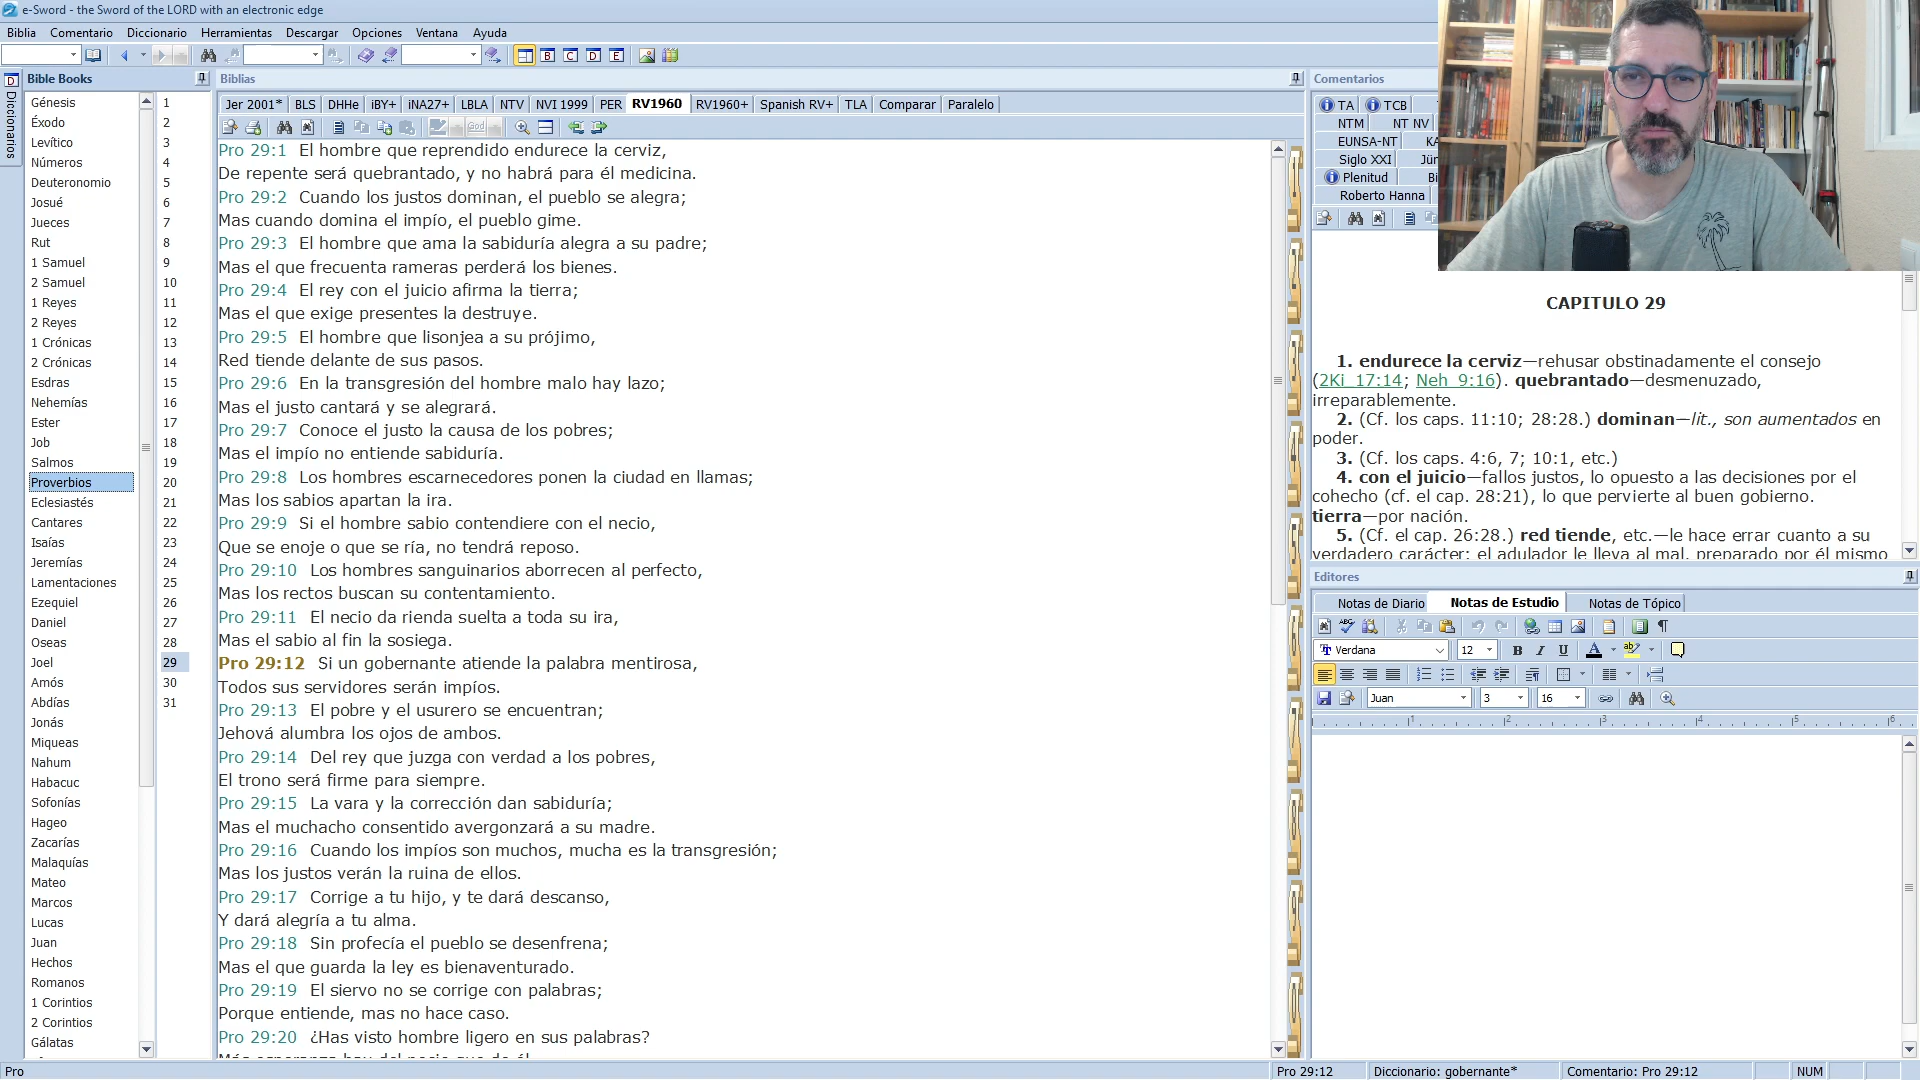 e-Sword - the Sword of the LORD with an electronic edge
Biblia Comentario Diccionario Herramientas Descargar Opciones Ventana Ayuda
B C D E
D Diccionarios
Bible Books
Génesis
Éxodo
Levítico
Números
Deuteronomio
Josué
Jueces
Rut
1 Samuel
2 Samuel
1 Reyes
2 Reyes
1 Crónicas
2 Crónicas
Esdras
Nehemías
Ester
Job
Salmos
Proverbios
Eclesiastés
Cantares
Isaías
Jeremías
Lamentaciones
Ezequiel
Daniel
Oseas
Joel
Amós
Abdías
Jonás
Miqueas
Nahum
Habacuc
Sofonías
Hageo
Zacarías
Malaquías
Mateo
Marcos
Lucas
Juan
Hechos
Romanos
1 Corintios
2 Corintios
Gálatas
1
2
3
4
5
6
7
8
9
10
11
12
13
14
15
16
17
18
19
20
21
22
23
24
25
26
27
28
29
30
31
Biblias
Jer 2001* BLS DHHe iBY+ iNA27+ LBLA NTV NVI 1999 PER RV1960 RV1960+ Spanish RV+ TLA Comparar Paralelo
God
Pro 29:1 El hombre que reprendido endurece la cerviz,
De repente será quebrantado, y no habrá para él medicina.
Pro 29:2 Cuando los justos dominan, el pueblo se alegra;
Mas cuando domina el impío, el pueblo gime.
Pro 29:3 El hombre que ama la sabiduría alegra a su padre;
Mas el que frecuenta rameras perderá los bienes.
Pro 29:4 El rey con el juicio afirma la tierra;
Mas el que exige presentes la destruye.
Pro 29:5 El hombre que lisonjea a su prójimo,
Red tiende delante de sus pasos.
Pro 29:6 En la transgresión del hombre malo hay lazo;
Mas el justo cantará y se alegrará.
Pro 29:7 Conoce el justo la causa de los pobres;
Mas el impío no entiende sabiduría.
Pro 29:8 Los hombres escarnecedores ponen la ciudad en llamas;
Mas los sabios apartan la ira.
Pro 29:9 Si el hombre sabio contendiere con el necio,
Que se enoje o que se ría, no tendrá reposo.
Pro 29:10 Los hombres sanguinarios aborrecen al perfecto,
Mas los rectos buscan su contentamiento.
Pro 29:11 El necio da rienda suelta a toda su ira,
Mas el sabio al fin la sosiega.
Pro 29:12 Si un gobernante atiende la palabra mentirosa,
Todos sus servidores serán impíos.
Pro 29:13 El pobre y el usurero se encuentran;
Jehová alumbra los ojos de ambos.
Pro 29:14 Del rey que juzga con verdad a los pobres,
El trono será firme para siempre.
Pro 29:15 La vara y la corrección dan sabiduría;
Mas el muchacho consentido avergonzará a su madre.
Pro 29:16 Cuando los impíos son muchos, mucha es la transgresión;
Mas los justos verán la ruina de ellos.
Pro 29:17 Corrige a tu hijo, y te dará descanso,
Y dará alegría a tu alma.
Pro 29:18 Sin profecía el pueblo se desenfrena;
Mas el que guarda la ley es bienaventurado.
Pro 29:19 El siervo no se corrige con palabras;
Porque entiende, mas no hace caso.
Pro 29:20 ¿Has visto hombre ligero en sus palabras?
Comentarios
TA TCB
NTM NT NV
EUNSA-NT
Siglo XXI Jün
Plenitud
Roberto Hanna
CAPITULO 29
1. endurece la cerviz—rehusar obstinadamente el consejo
(2Ki_17:14; Neh_9:16). quebrantado—desmenuzado,
irreparablemente.
2. (Cf. los caps. 11:10; 28:28.) dominan—lit., son aumentados en
poder.
3. (Cf. los caps. 4:6, 7; 10:1, etc.)
4. con el juicio—fallos justos, lo opuesto a las decisiones por el
cohecho (cf. el cap. 28:21), lo que pervierte al buen gobierno.
tierra—por nación.
5. (Cf. el cap. 26:28.) red tiende, etc.—le hace errar cuanto a su
verdadero carácter; el adulador le lleva al mal, preparado por él mismo
Editores
Notas de Diario Notas de Estudio Notas de Tópico
Verdana 12 B I U A
Juan 3 16
1 2 3 4 5 6
Pro
Pro 29:12 Diccionario: gobernante* Comentario: Pro 29:12 NUM